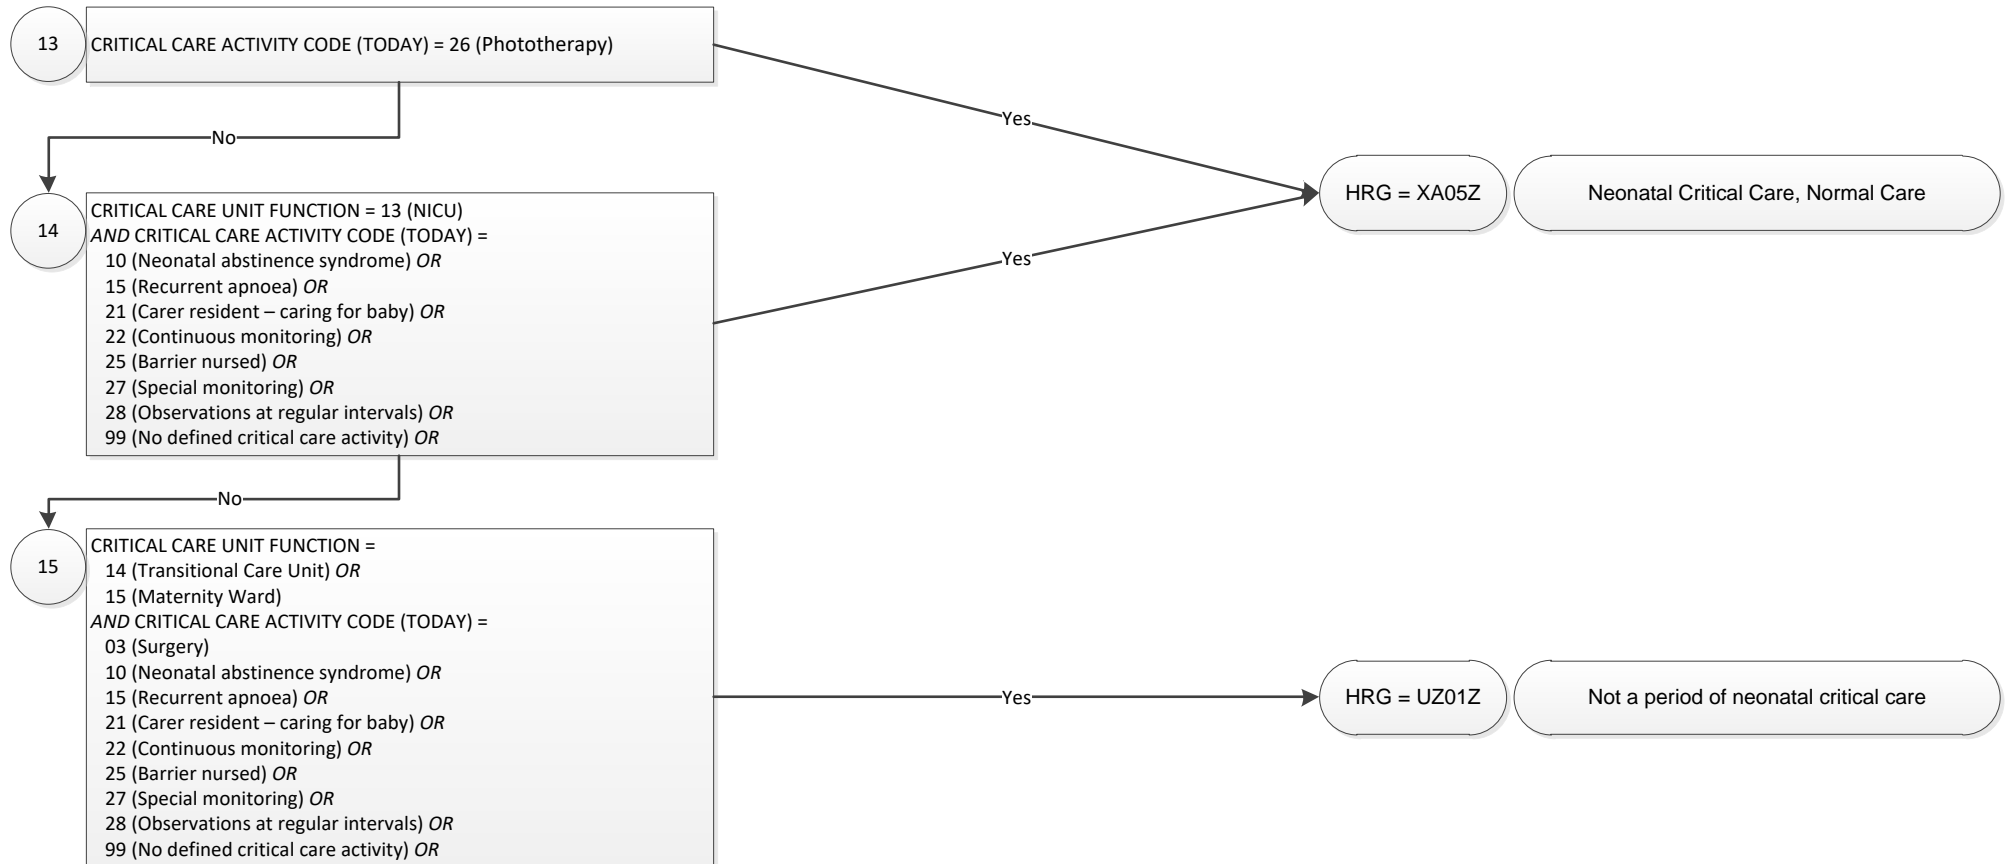 13
CRITICAL CARE ACTIVITY CODE (TODAY) = 26 (Phototherapy)
Yes
No
HRG = XA05Z
Neonatal Critical Care, Normal Care
14
CRITICAL CARE UNIT FUNCTION = 13 (NICU)
AND CRITICAL CARE ACTIVITY CODE (TODAY) =
10 (Neonatal abstinence syndrome) OR
15 (Recurrent apnoea) OR
21 (Carer resident – caring for baby) OR
22 (Continuous monitoring) OR
25 (Barrier nursed) OR
27 (Special monitoring) OR
28 (Observations at regular intervals) OR
99 (No defined critical care activity) OR
Yes
No
15
CRITICAL CARE UNIT FUNCTION =
14 (Transitional Care Unit) OR
15 (Maternity Ward)
AND CRITICAL CARE ACTIVITY CODE (TODAY) =
03 (Surgery)
10 (Neonatal abstinence syndrome) OR
15 (Recurrent apnoea) OR
21 (Carer resident – caring for baby) OR
22 (Continuous monitoring) OR
25 (Barrier nursed) OR
27 (Special monitoring) OR
28 (Observations at regular intervals) OR
99 (No defined critical care activity) OR
Yes
HRG = UZ01Z
Not a period of neonatal critical care